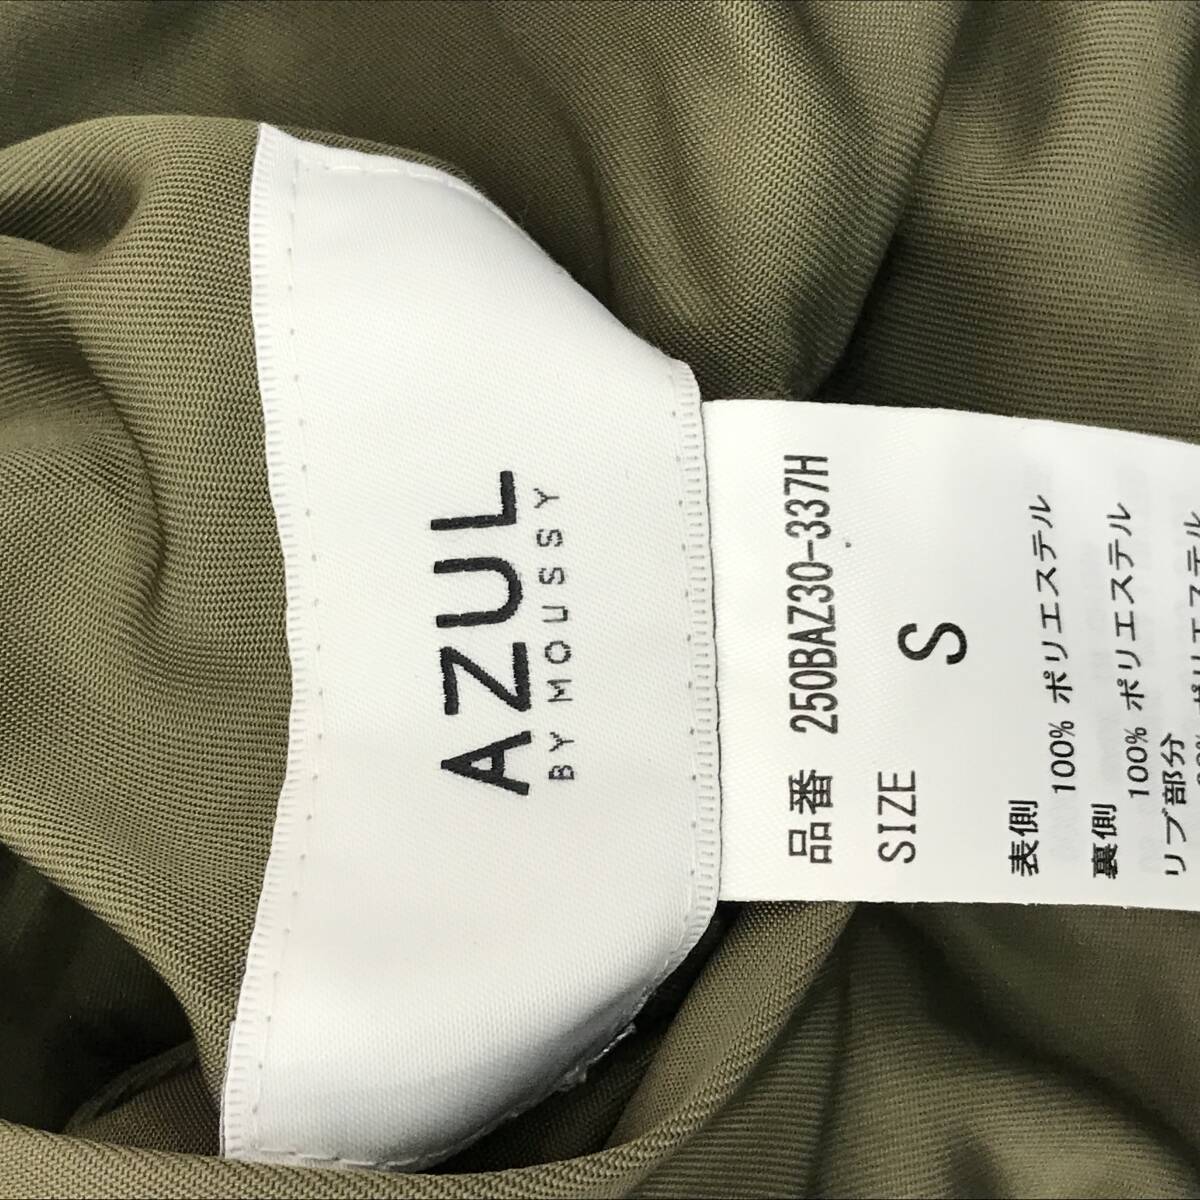 AZUL
BY MOUSSY
品番 250BAZ30-337H
SIZE S
表側
100% ポリエステル
裏側
100% ポリエステル
リブ部分